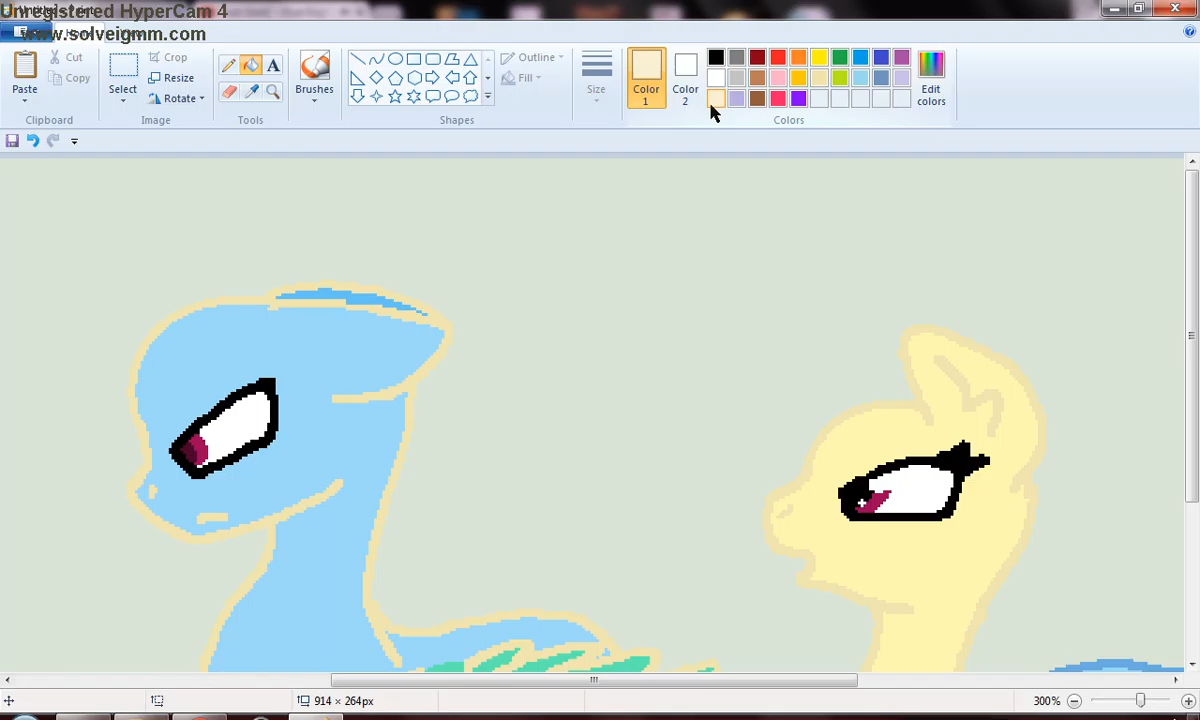 Unregistered HyperCam 4
www.solveigmm.com
Paste
Cut
Copy
Clipboard
Select
Crop
Resize
Rotate
Image
A
Tools
Brushes
Outline
Fill
Shapes
Size
Color
1
Color
2
Edit
colors
Colors
914 × 264px
300%